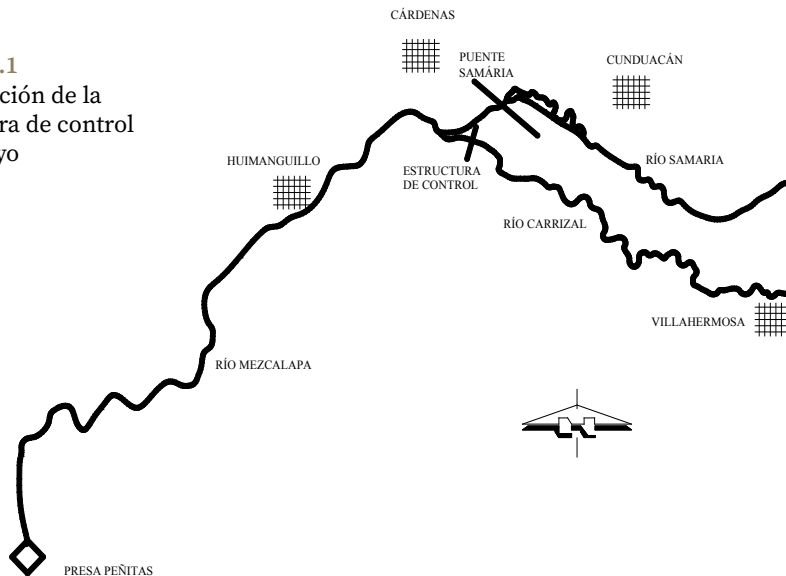 .1
ción de la
ra de control
yo
CÁRDENAS
PUENTE
SAMÁRIA
CUNDUACÁN
HUIMANGUILLO
ESTRUCTURA
DE CONTROL
RÍO SAMARIA
RÍO CARRIZAL
VILLAHERMOSA
RÍO MEZCALAPA
PRESA PEÑITAS